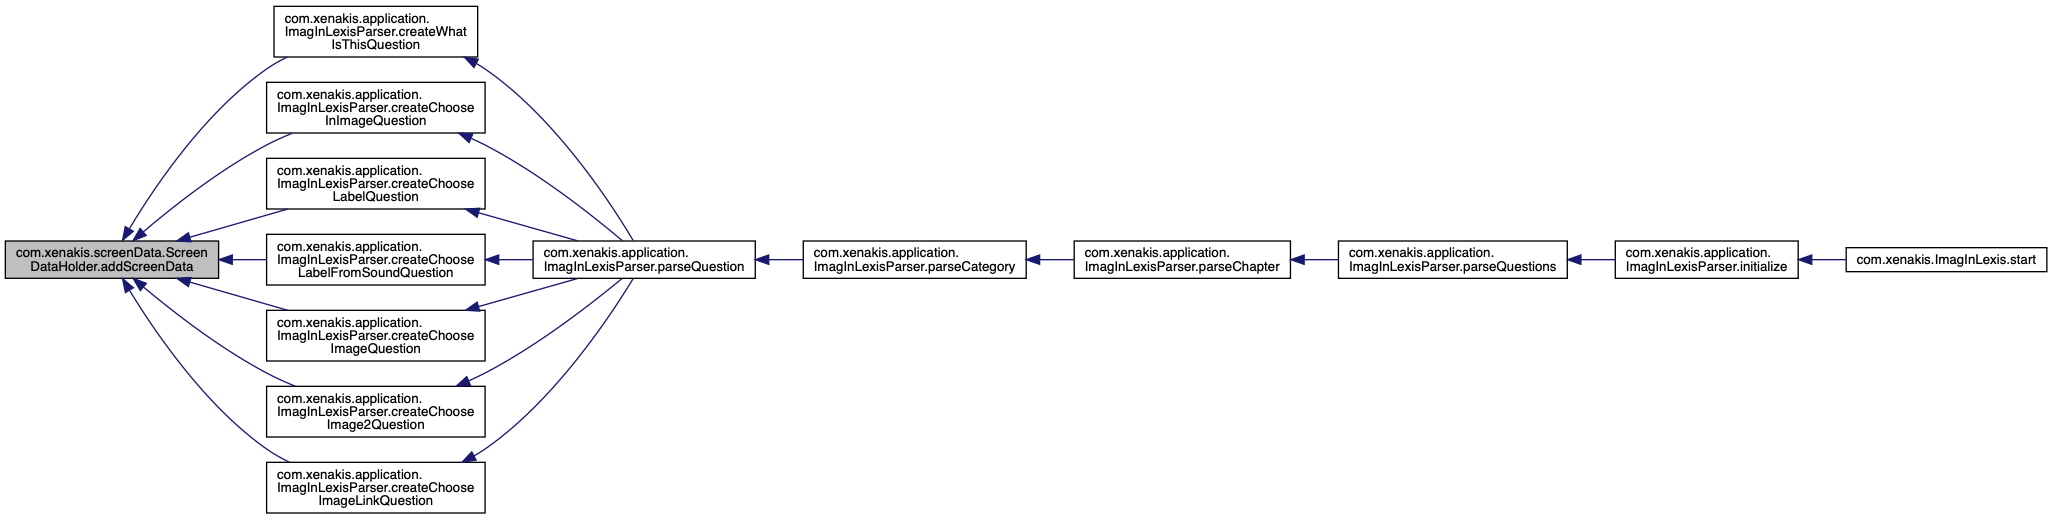 com.xenakis.application.
ImagInLexisParser.createWhat
IsThisQuestion
com.xenakis.application.
ImagInLexisParser.createChoose
InImageQuestion
com.xenakis.application.
ImagInLexisParser.createChoose
LabelQuestion
com.xenakis.screenData.Screen
DataHolder.addScreenData
com.xenakis.application.
ImagInLexisParser.createChoose
LabelFromSoundQuestion
com.xenakis.application.
ImagInLexisParser.parseQuestion
com.xenakis.application.
ImagInLexisParser.parseCategory
com.xenakis.application.
ImagInLexisParser.parseChapter
com.xenakis.application.
ImagInLexisParser.parseQuestions
com.xenakis.application.
ImagInLexisParser.initialize
com.xenakis.ImagInLexis.start
com.xenakis.application.
ImagInLexisParser.createChoose
ImageQuestion
com.xenakis.application.
ImagInLexisParser.createChoose
Image2Question
com.xenakis.application.
ImagInLexisParser.createChoose
ImageLinkQuestion